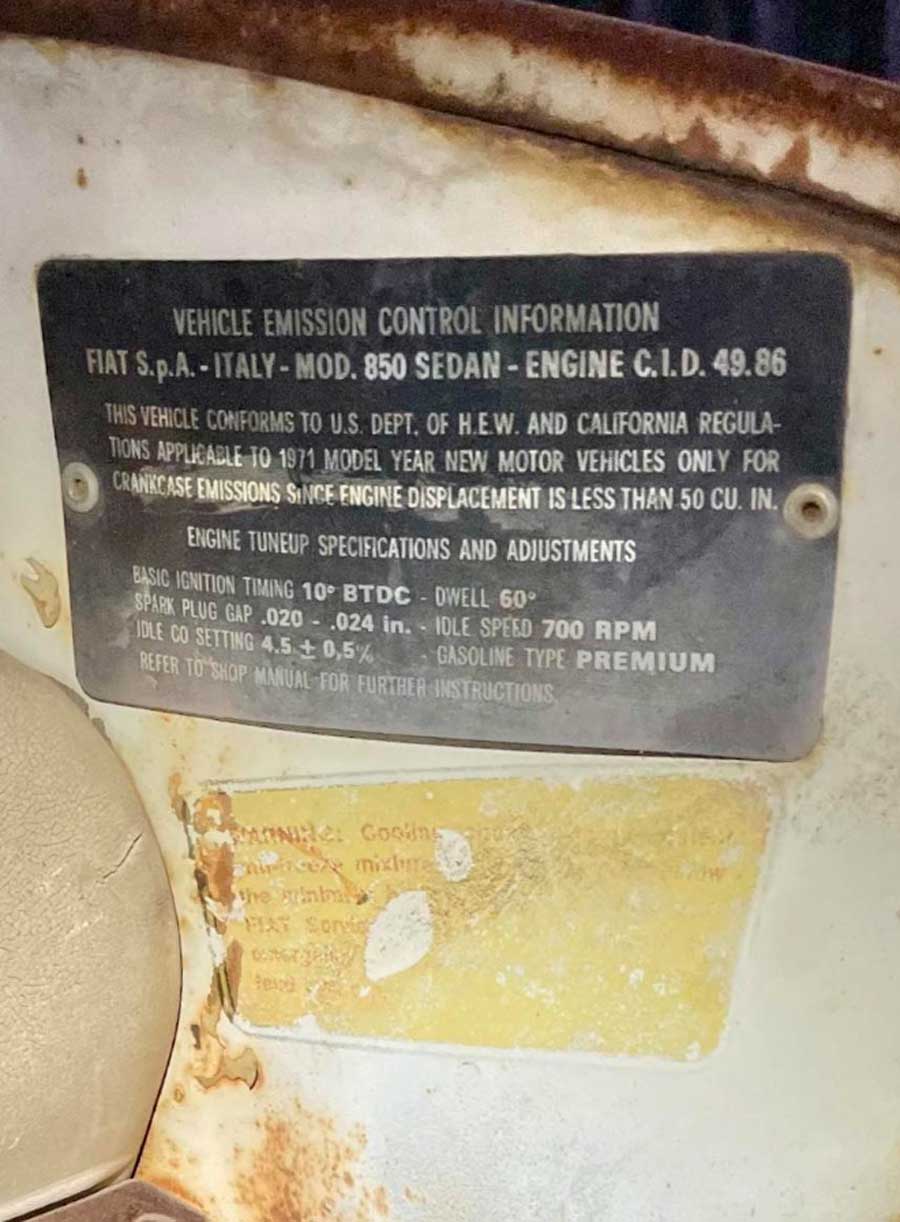 VEHICLE EMISSION CONTROL INFORMATION
FIAT S.p.A. - ITALY - MOD. 850 SEDAN - ENGINE C.I.D. 49.86
THIS VEHICLE CONFORMS TO U.S. DEPT. OF H.E.W. AND CALIFORNIA REGULA-
TIONS APPLICABLE TO 1971 MODEL YEAR NEW MOTOR VEHICLES ONLY FOR
CRANKCASE EMISSIONS SINCE ENGINE DISPLACEMENT IS LESS THAN 50 CU. IN.
ENGINE TUNEUP SPECIFICATIONS AND ADJUSTMENTS
BASIC IGNITION TIMING 10° BTDC - DWELL 60°
SPARK PLUG GAP .020 - .024 in. - IDLE SPEED 700 RPM
IDLE CO SETTING 4.5 ± 0,5% - GASOLINE TYPE PREMIUM
REFER TO SHOP MANUAL FOR FURTHER INSTRUCTIONS
WARNING: Cooling
mixture
the
FIAT